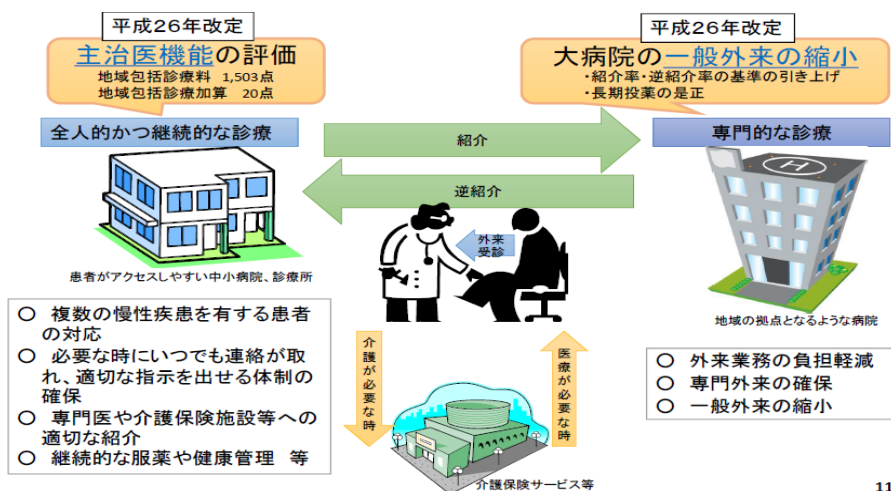 平成26年改定
主治医機能の評価
地域包括診療料 1,503点
地域包括診療加算 20点
平成26年改定
大病院の一般外来の縮小
・紹介率・逆紹介率の基準の引き上げ
・長期投薬の是正
全人的かつ継続的な診療
紹介
専門的な診療
H
逆紹介
外来
受診
患者がアクセスしやすい中小病院、診療所
地域の拠点となるような病院
○ 複数の慢性疾患を有する患者
の対応
○ 必要な時にいつでも連絡が取
れ、適切な指示を出せる体制の
確保
○ 専門医や介護保険施設等への
適切な紹介
○ 継続的な服薬や健康管理 等
介護が必要な時
医療が必要な時
介護保険サービス等
○ 外来業務の負担軽減
○ 専門外来の確保
○ 一般外来の縮小
11